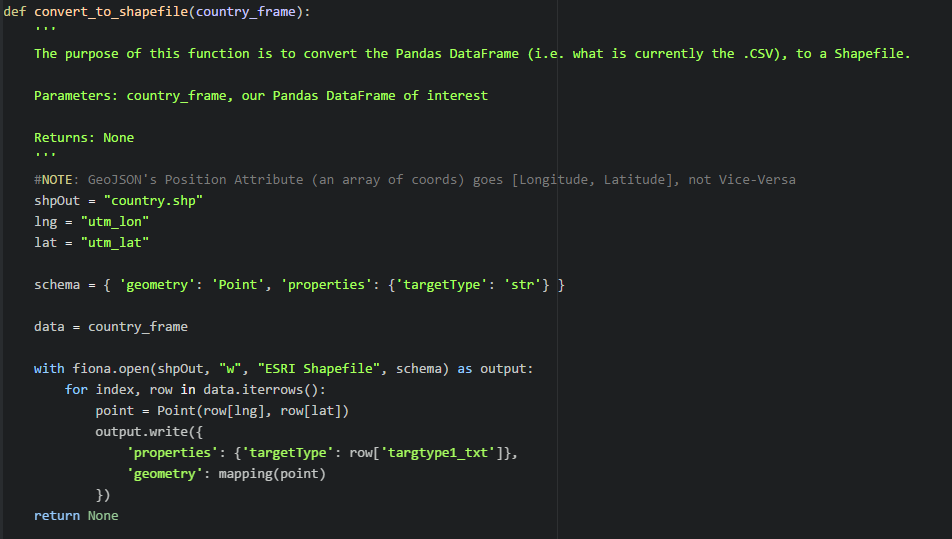 def convert_to_shapefile(country_frame):
    '''
    The purpose of this function is to convert the Pandas DataFrame (i.e. what is currently the .CSV), to a Shapefile.

    Parameters: country_frame, our Pandas DataFrame of interest

    Returns: None
    '''
    #NOTE: GeoJSON's Position Attribute (an array of coords) goes [Longitude, Latitude], not Vice-Versa
    shpOut = "country.shp"
    lng = "utm_lon"
    lat = "utm_lat"

    schema = { 'geometry': 'Point', 'properties': {'targetType': 'str'} }

    data = country_frame

    with fiona.open(shpOut, "w", "ESRI Shapefile", schema) as output:
        for index, row in data.iterrows():
            point = Point(row[lng], row[lat])
            output.write({
                'properties': {'targetType': row['targtype1_txt']},
                'geometry': mapping(point)
            })
    return None